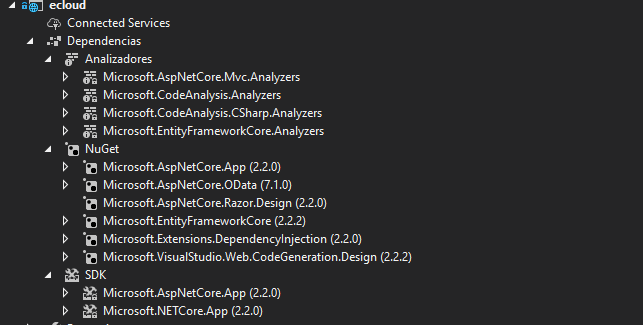 ecloud
Connected Services
Dependencias
Analizadores
Microsoft.AspNetCore.Mvc.Analyzers
Microsoft.CodeAnalysis.Analyzers
Microsoft.CodeAnalysis.CSharp.Analyzers
Microsoft.EntityFrameworkCore.Analyzers
NuGet
Microsoft.AspNetCore.App (2.2.0)
Microsoft.AspNetCore.OData (7.1.0)
Microsoft.AspNetCore.Razor.Design (2.2.0)
Microsoft.EntityFrameworkCore (2.2.2)
Microsoft.Extensions.DependencyInjection (2.2.0)
Microsoft.VisualStudio.Web.CodeGeneration.Design (2.2.2)
SDK
Microsoft.AspNetCore.App (2.2.0)
Microsoft.NETCore.App (2.2.0)